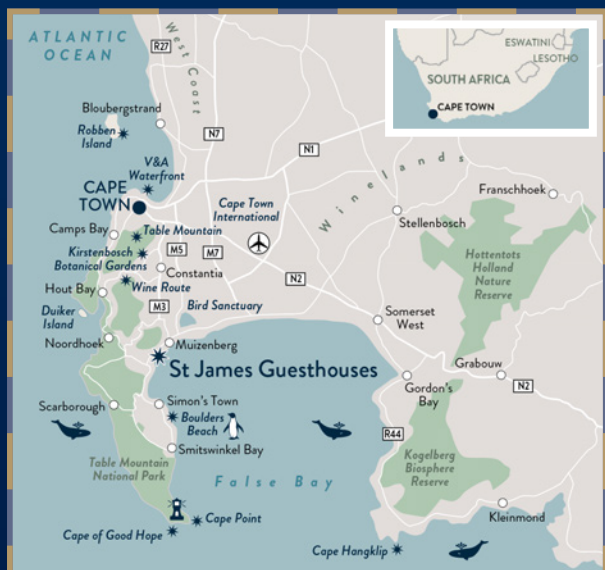 ATLANTIC
OCEAN
R27
West Coast
ESWATINI
LESOTHO
SOUTH AFRICA
CAPE TOWN
Bloubergstrand
Robben
Island
N7
N1
V&A
Waterfront
CAPE
TOWN
Cape Town
International
Winelands
Franschhoek
Stellenbosch
Camps Bay
Table Mountain
Kirstenbosch
Botanical Gardens
M5
M7
Constantia
Wine Route
N2
Hottentots
Holland
Nature
Reserve
Hout Bay
M3
Bird Sanctuary
Duiker
Island
Somerset
West
Noordhoek
Muizenberg
St James Guesthouses
Grabouw
N2
Gordon's
Bay
Scarborough
Simon's Town
Boulders
Beach
R44
Smitswinkel Bay
Table Mountain
National Park
Kogelberg
Biosphere
Reserve
False Bay
Kleinmond
Cape Point
Cape of Good Hope
Cape Hangklip